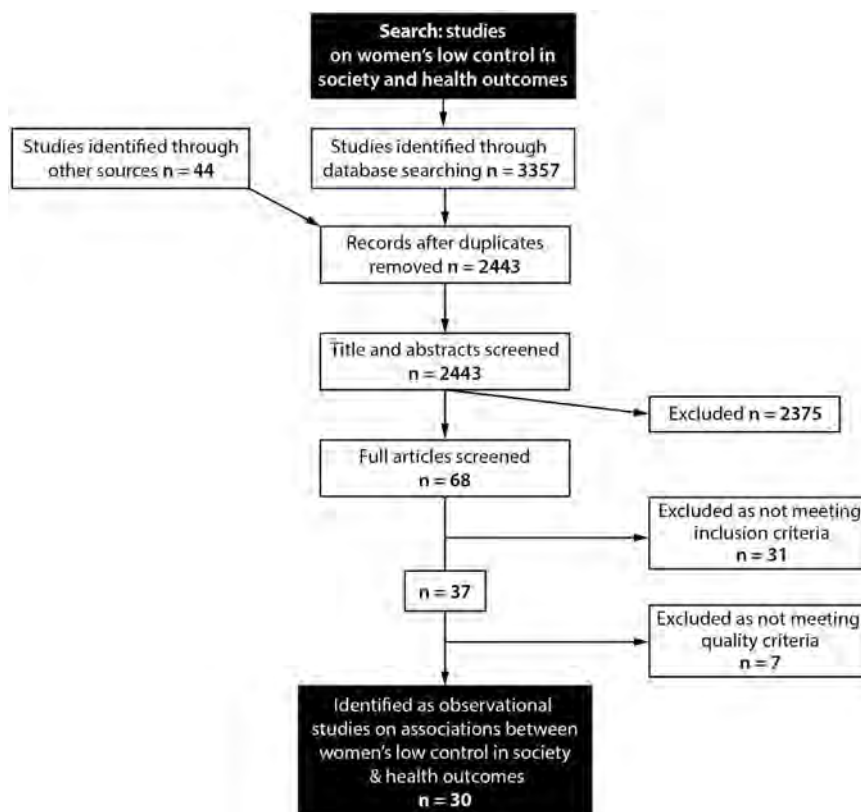 Search: studies
on women's low control in
society and health outcomes
Studies identified through
other sources n = 44
Studies identified through
database searching n = 3357
Records after duplicates
removed n = 2443
Title and abstracts screened
n = 2443
Excluded n = 2375
Full articles screened
n = 68
Excluded as not meeting
inclusion criteria
n = 31
n = 37
Excluded as not meeting
quality criteria
n = 7
Identified as observational
studies on associations between
women's low control in society
& health outcomes
n = 30